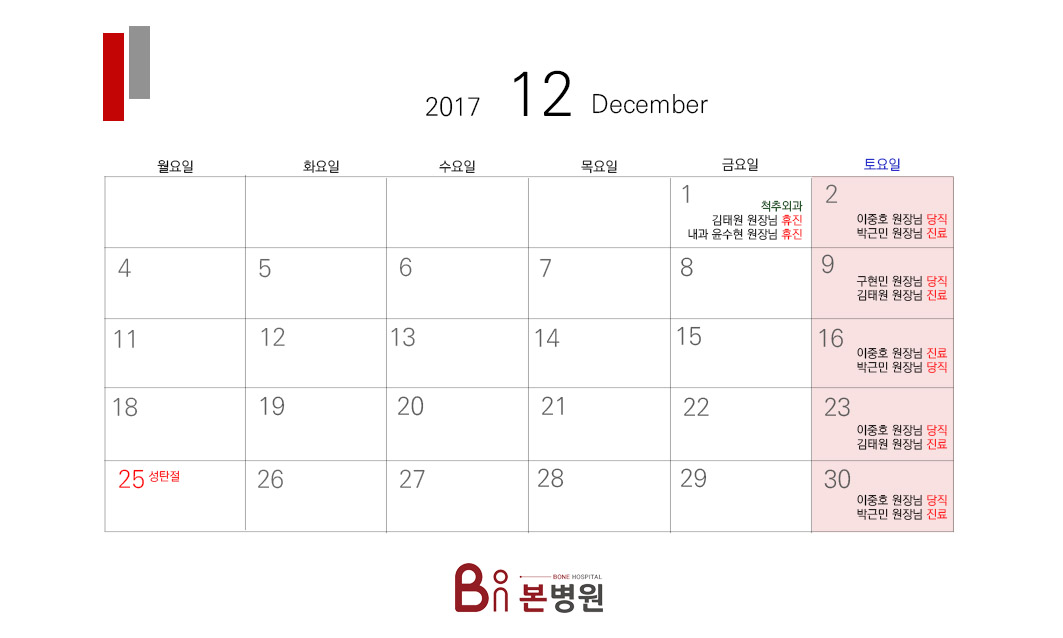 2017 12 December
월요일 화요일 수요일 목요일 금요일 토요일
1
척추외과
김태원 원장님 휴진
내과 윤수현 원장님 휴진
2
이중호 원장님 당직
박근민 원장님 진료
4
5
6
7
8
9
구현민 원장님 당직
김태원 원장님 진료
11
12
13
14
15
16
이중호 원장님 진료
박근민 원장님 당직
18
19
20
21
22
23
이중호 원장님 당직
김태원 원장님 진료
25 성탄절
26
27
28
29
30
이중호 원장님 당직
박근민 원장님 진료
BONE HOSPITAL
Bon 본병원